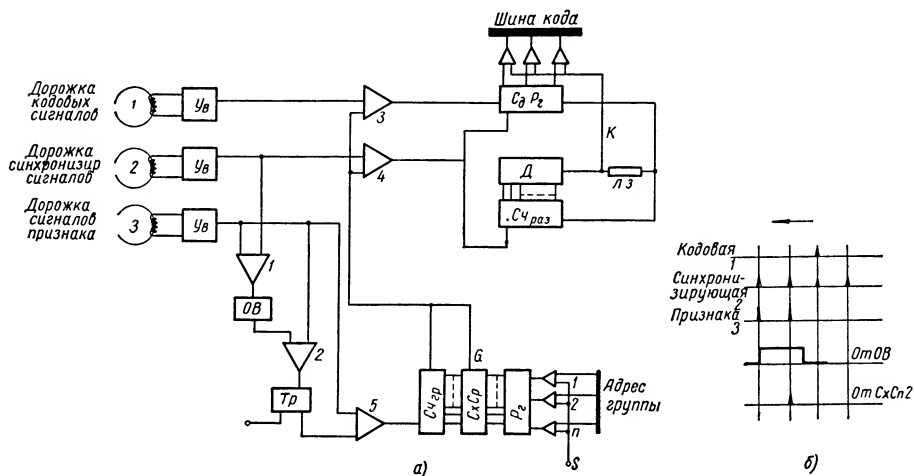 Шина кода
Дорожка
кодовых
сигналов
1
Ув
3
Сд Рг
К
Дорожка
синхронизир
сигналов
2
Ув
4
Д
ЛЗ
Дорожка
сигналов
признака
3
Ув
.Сч раз
1
ОВ
2
Тр
5
G
Сч гр
СхСр
Рг
1
2
п
Адрес
группы
S
а)
Кодовая
1
Синхрони-
зирующая
2
Признака
3
От ОВ
От СхСп2
б)